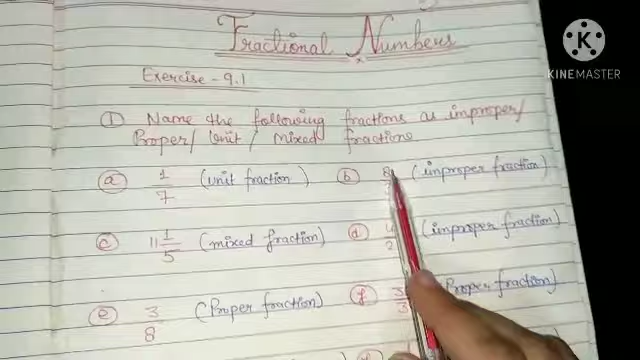 Fractional Numbers
KINEMASTER
Exercise - 9.1
① Name the following fractions as improper/
Proper/ Unit/ mixed fractions
ⓐ 1/7 (unit fraction) ⓑ 8 (improper fraction)
ⓒ 11 1/5 (mixed fraction) ⓓ (improper fraction)
ⓔ 3/8 (Proper fraction) ⓕ Proper fraction)